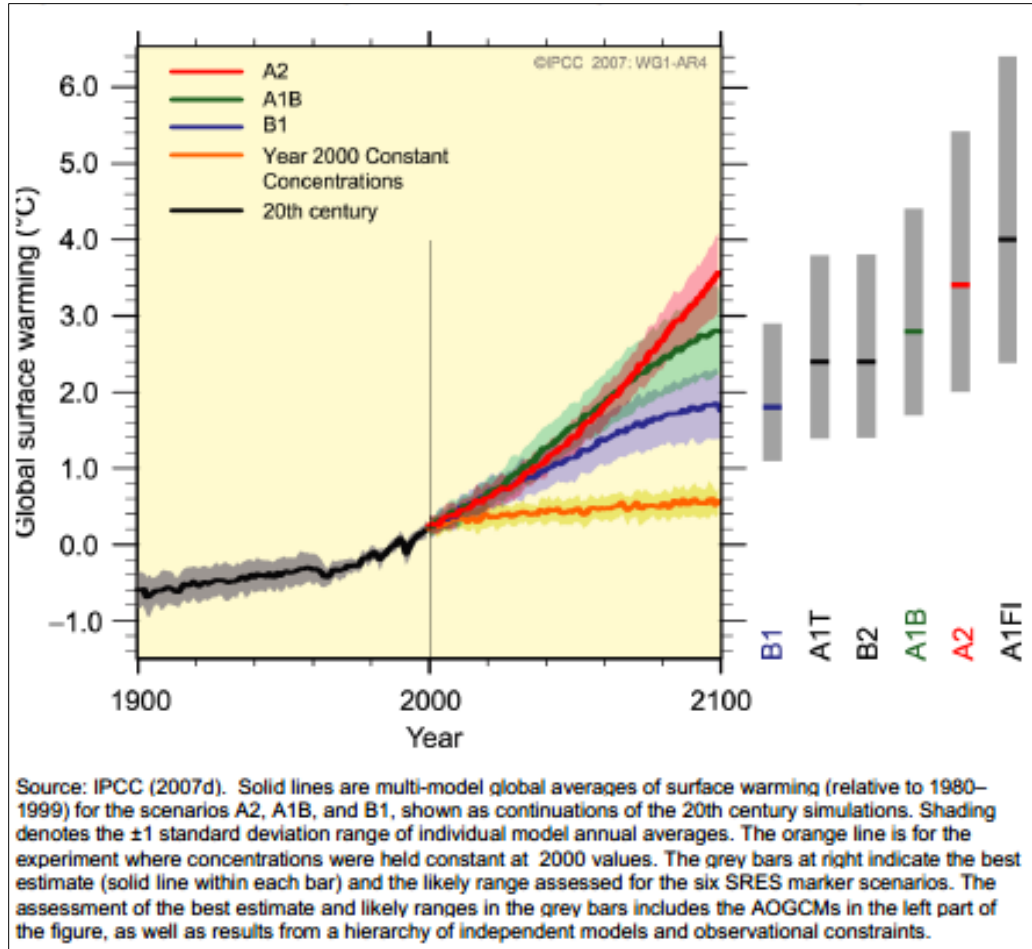 ©IPCC 2007: WG1-AR4
A2
A1B
B1
Year 2000 Constant
Concentrations
20th century
Global surface warming (°C)
6.0
5.0
4.0
3.0
2.0
1.0
0.0
−1.0
1900
2000
2100
Year
B1
A1T
B2
A1B
A2
A1FI
Source: IPCC (2007d). Solid lines are multi-model global averages of surface warming (relative to 1980–
1999) for the scenarios A2, A1B, and B1, shown as continuations of the 20th century simulations. Shading
denotes the ±1 standard deviation range of individual model annual averages. The orange line is for the
experiment where concentrations were held constant at 2000 values. The grey bars at right indicate the best
estimate (solid line within each bar) and the likely range assessed for the six SRES marker scenarios. The
assessment of the best estimate and likely ranges in the grey bars includes the AOGCMs in the left part of
the figure, as well as results from a hierarchy of independent models and observational constraints.